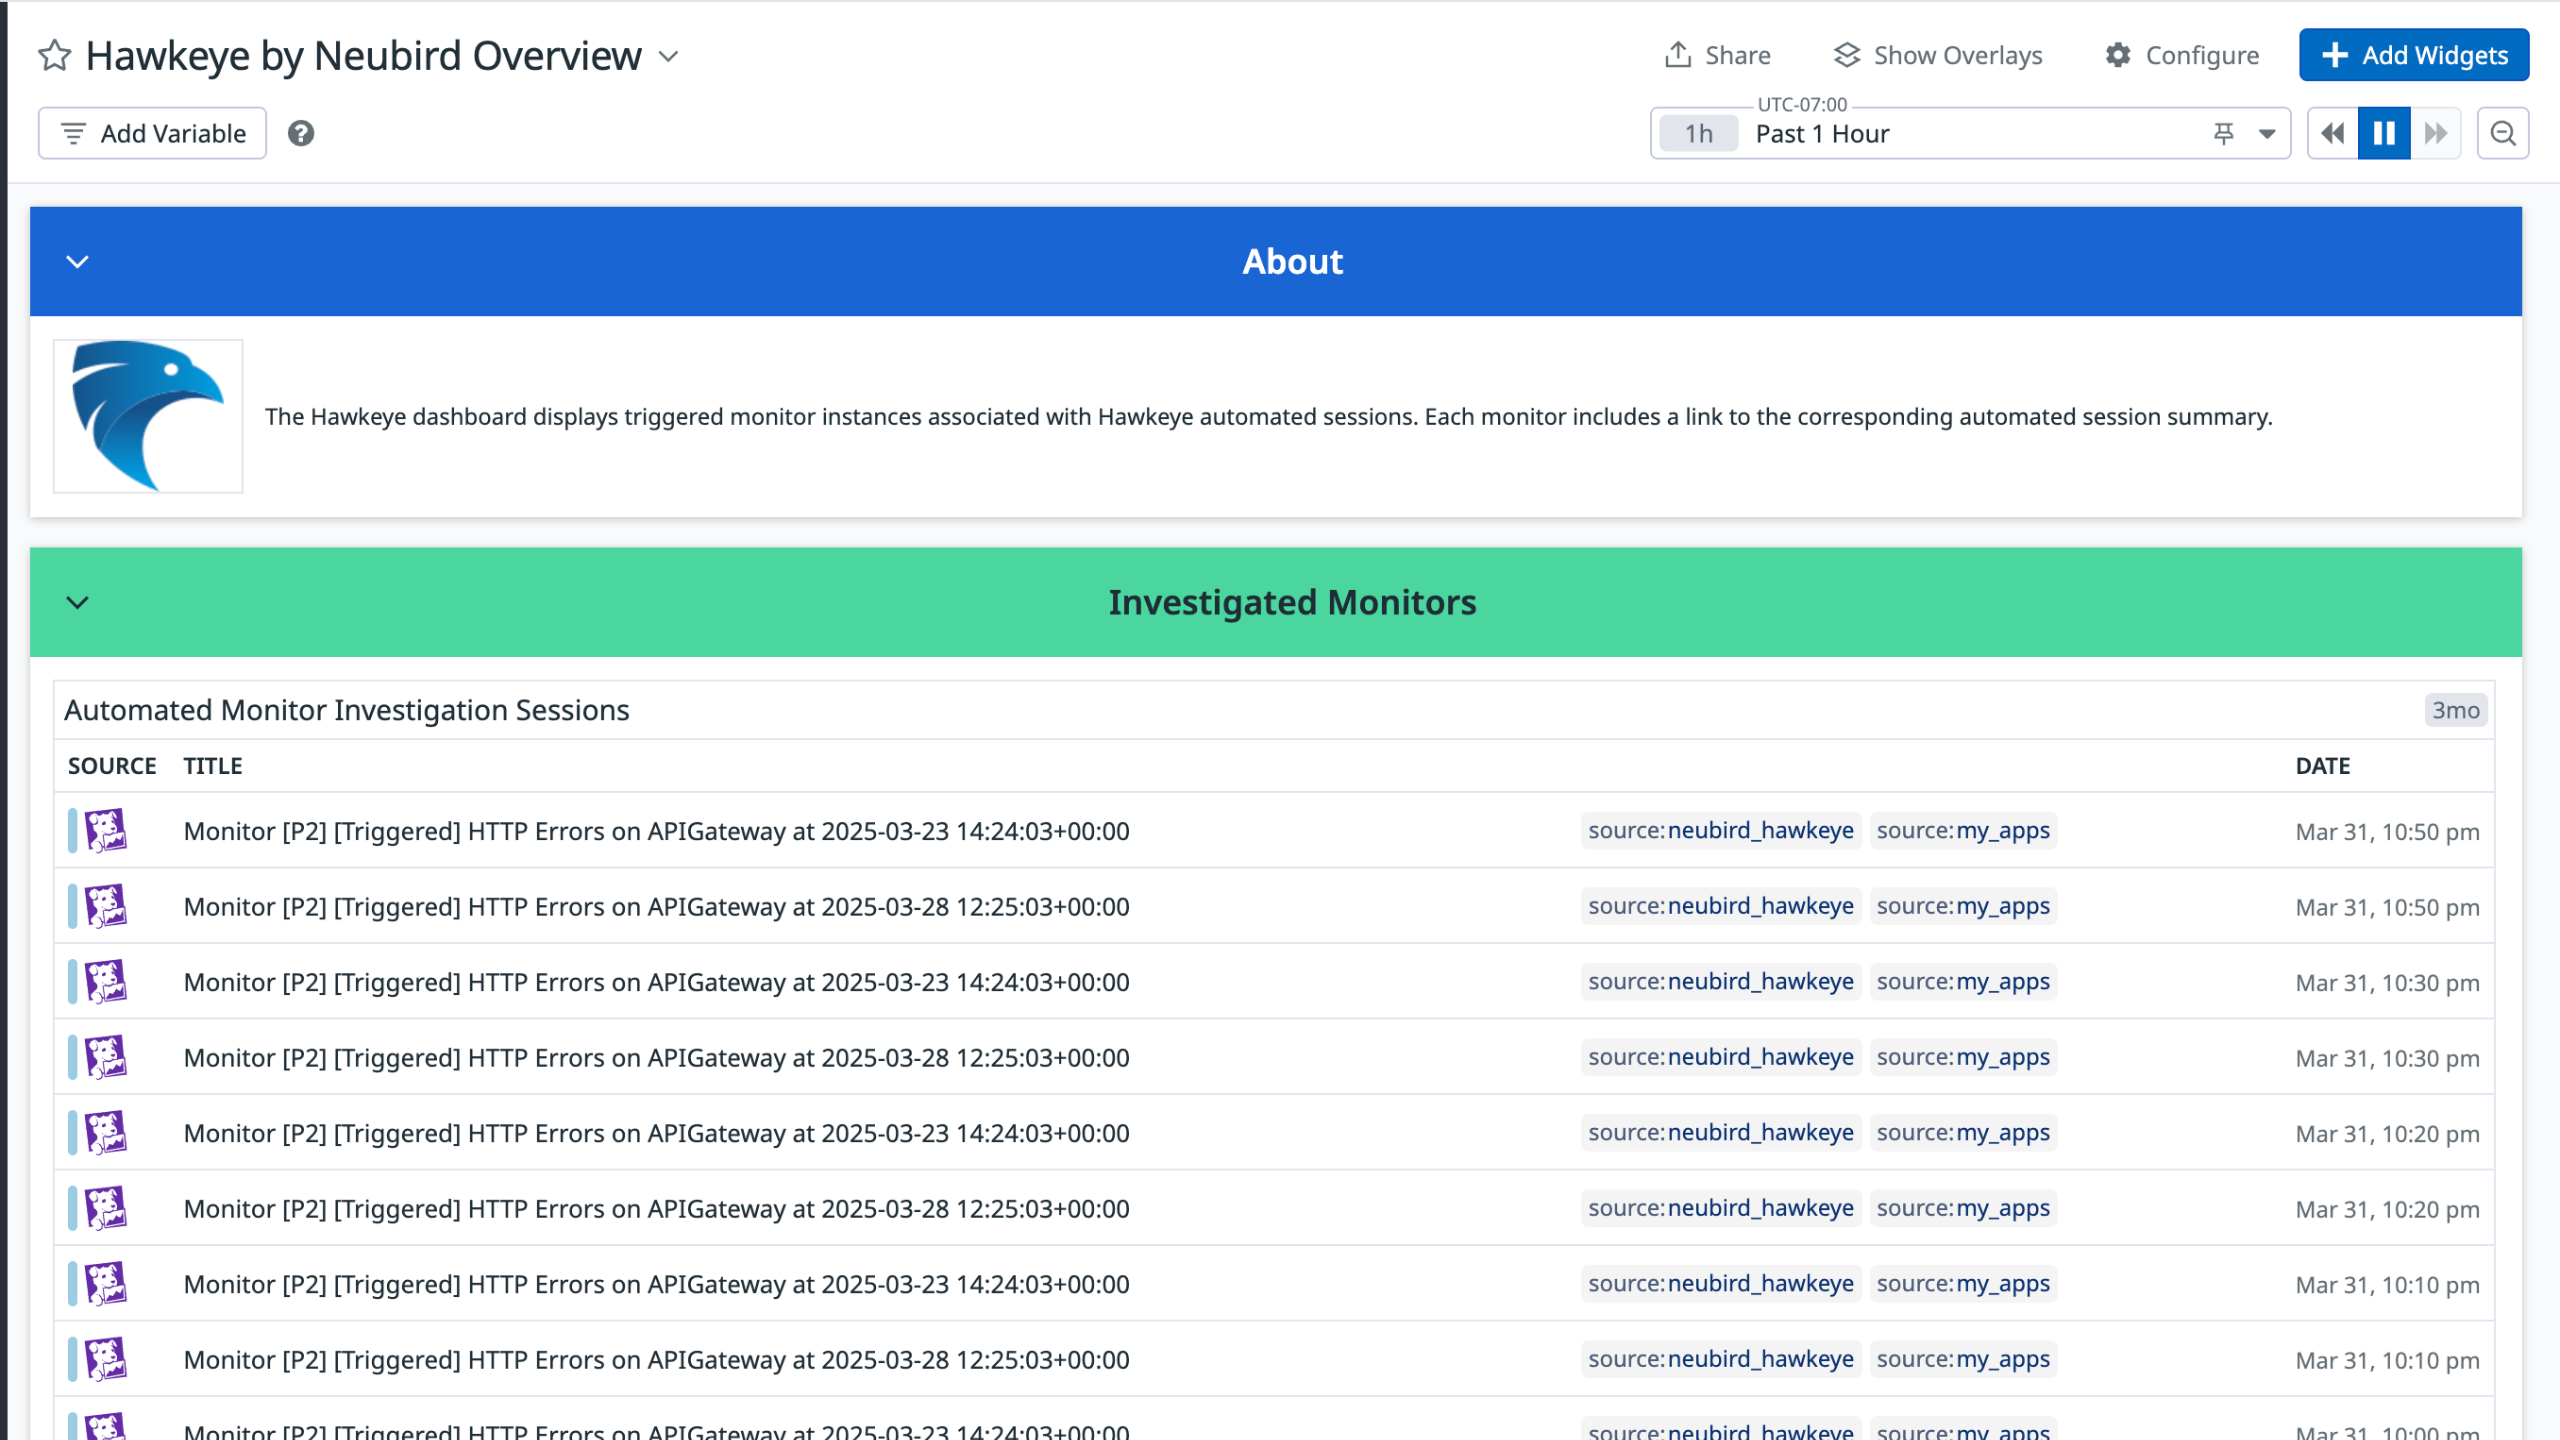 Hawkeye by Neubird Overview
Share
Show Overlays
Configure
Add Widgets
Add Variable
?
UTC-07:00
1h Past 1 Hour
About
The Hawkeye dashboard displays triggered monitor instances associated with Hawkeye automated sessions. Each monitor includes a link to the corresponding automated session summary.
Investigated Monitors
Automated Monitor Investigation Sessions 3mo
SOURCE TITLE DATE
Monitor [P2] [Triggered] HTTP Errors on APIGateway at 2025-03-23 14:24:03+00:00 source:neubird_hawkeye source:my_apps Mar 31, 10:50 pm
Monitor [P2] [Triggered] HTTP Errors on APIGateway at 2025-03-28 12:25:03+00:00 source:neubird_hawkeye source:my_apps Mar 31, 10:50 pm
Monitor [P2] [Triggered] HTTP Errors on APIGateway at 2025-03-23 14:24:03+00:00 source:neubird_hawkeye source:my_apps Mar 31, 10:30 pm
Monitor [P2] [Triggered] HTTP Errors on APIGateway at 2025-03-28 12:25:03+00:00 source:neubird_hawkeye source:my_apps Mar 31, 10:30 pm
Monitor [P2] [Triggered] HTTP Errors on APIGateway at 2025-03-23 14:24:03+00:00 source:neubird_hawkeye source:my_apps Mar 31, 10:20 pm
Monitor [P2] [Triggered] HTTP Errors on APIGateway at 2025-03-28 12:25:03+00:00 source:neubird_hawkeye source:my_apps Mar 31, 10:20 pm
Monitor [P2] [Triggered] HTTP Errors on APIGateway at 2025-03-23 14:24:03+00:00 source:neubird_hawkeye source:my_apps Mar 31, 10:10 pm
Monitor [P2] [Triggered] HTTP Errors on APIGateway at 2025-03-28 12:25:03+00:00 source:neubird_hawkeye source:my_apps Mar 31, 10:10 pm
Monitor [P2] [Triggered] HTTP Errors on APIGateway at 2025-03-23 14:24:03+00:00 source:neubird_hawkeye source:my_apps Mar 31, 10:00 pm